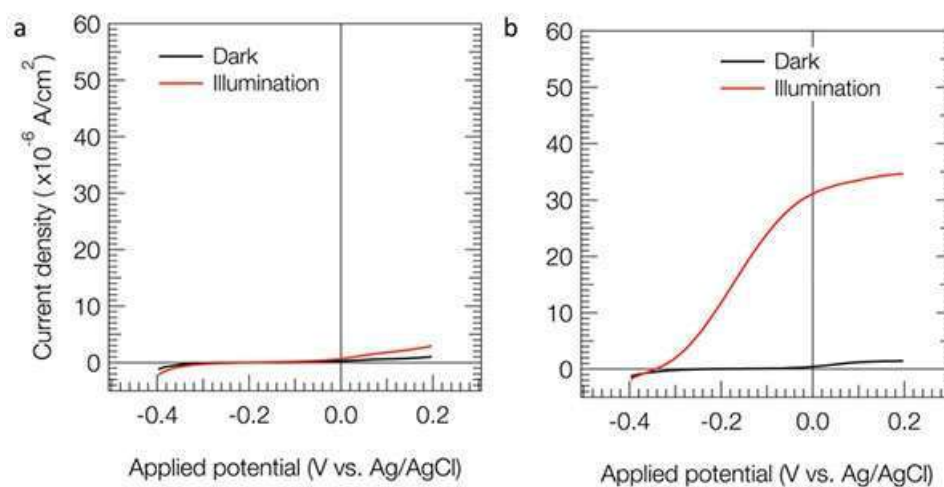 a
60
50
40
30
20
10
0
Dark
Illumination
Current density ( x10⁻⁶ A/cm²)
-0.4 -0.2 0.0 0.2
Applied potential (V vs. Ag/AgCl)
b
60
50
40
30
20
10
0
Dark
Illumination
-0.4 -0.2 0.0 0.2
Applied potential (V vs. Ag/AgCl)